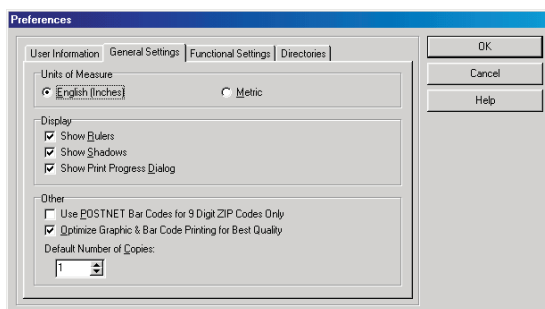 Preferences
User Information General Settings Functional Settings Directories
OK
Cancel
Help
Units of Measure
English (Inches) Metric
Display
Show Rulers
Show Shadows
Show Print Progress Dialog
Other
Use POSTNET Bar Codes for 9 Digit ZIP Codes Only
Optimize Graphic & Bar Code Printing for Best Quality
Default Number of Copies:
1